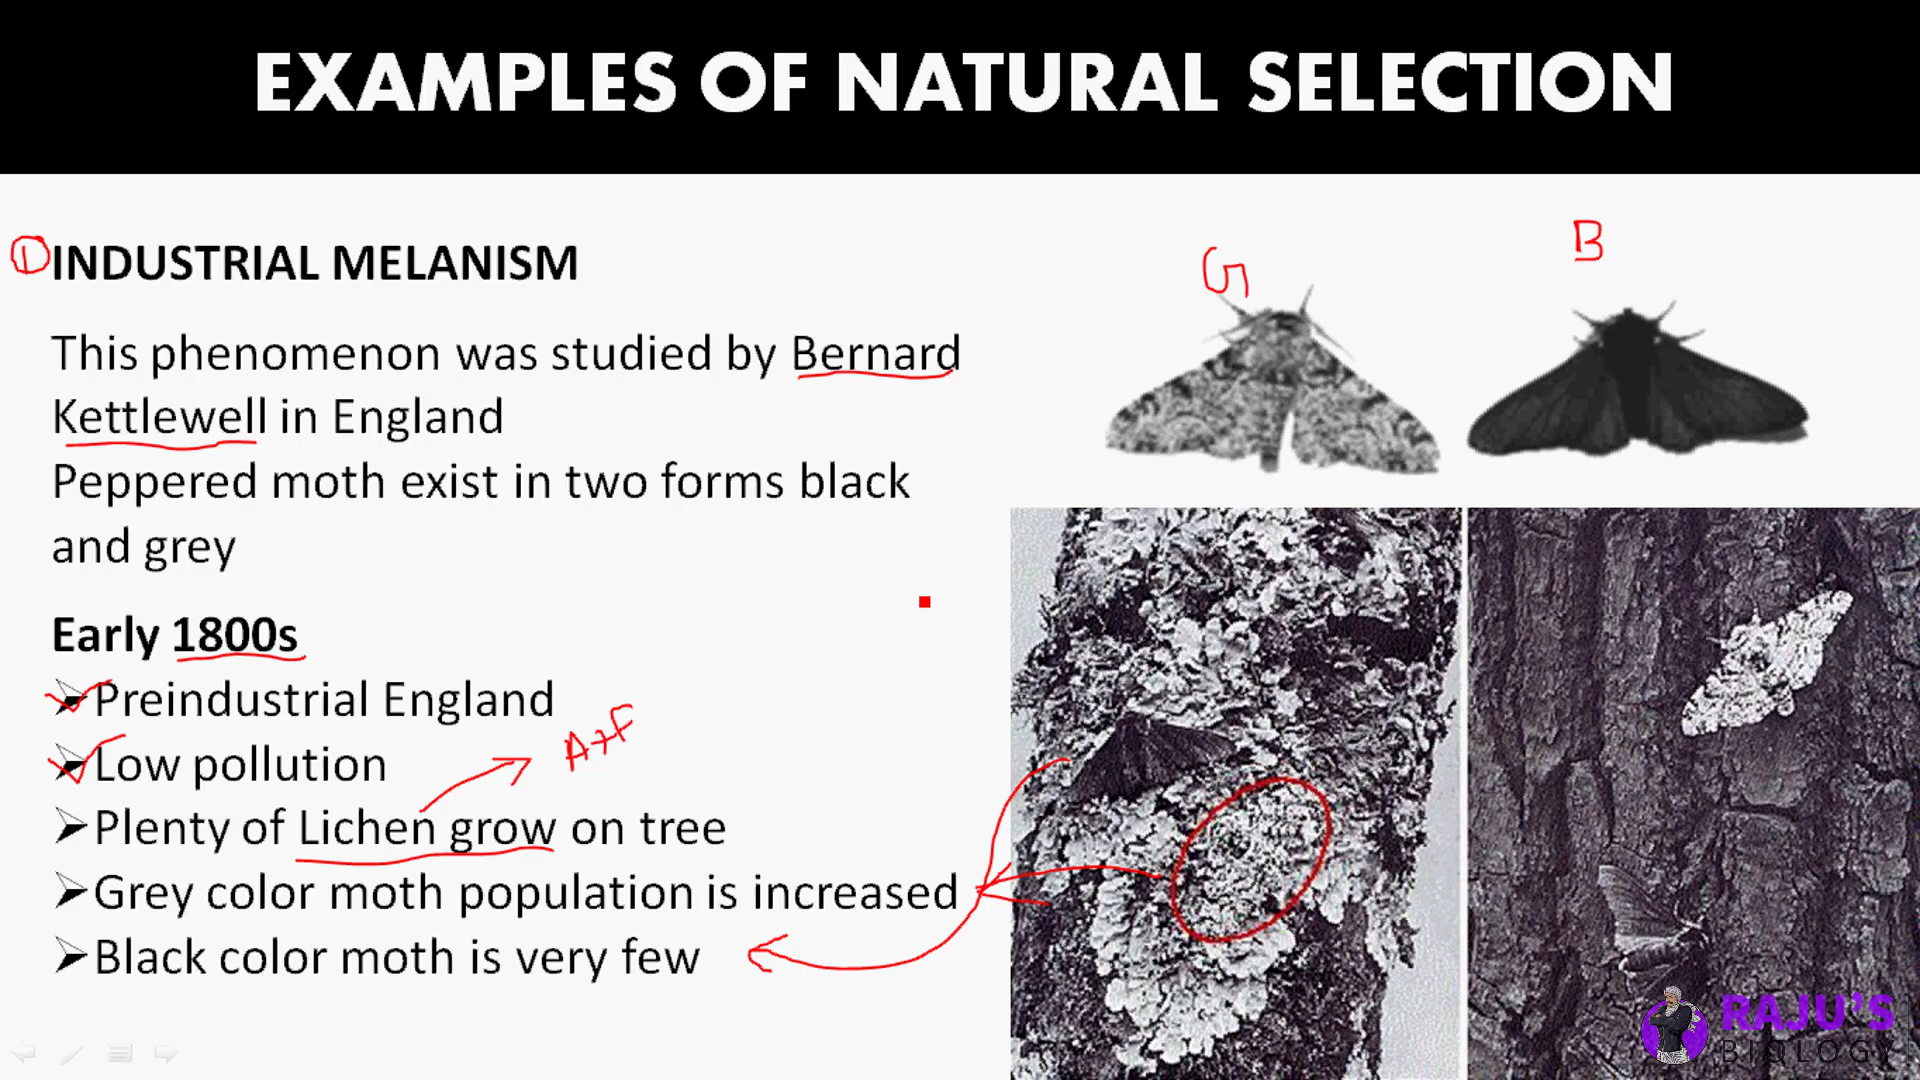 EXAMPLES OF NATURAL SELECTION
1 INDUSTRIAL MELANISM
This phenomenon was studied by Bernard
Kettlewell in England
Peppered moth exist in two forms black
and grey
Early 1800s
Preindustrial England
Low pollution
A+F
Plenty of Lichen grow on tree
Grey color moth population is increased
Black color moth is very few
G
B
RAJU'S
BIOLOGY